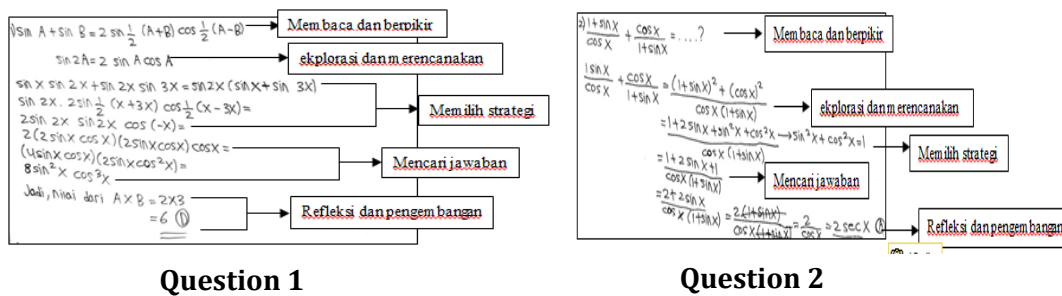 1) sin A + sin B = 2 sin 1/2 (A+B) cos 1/2 (A-B)
Membaca dan berpikir
sin 2A = 2 sin A cos A
ekplorasi dan merencanakan
sin x sin 2x + sin 2x sin 3x = sin 2x (sin x + sin 3x)
sin 2x. 2 sin 1/2 (x+3x) cos 1/2 (x-3x) =
2 sin 2x sin 2x cos (-x) =
Memilih strategi
2 (2 sin x cos x) (2 sin x cos x) cos x =
(4 sin x cos x) (2 sin x cos²x) =
Mencari jawaban
8 sin² x cos³ x
Jadi, nilai dari A x B = 2x3
= 6 (D)
Refleksi dan pengembangan
Question 1
2) (1 + sin x)/cos x + cos x/(1 + sin x) = ....?
Membaca dan berpikir
(1 sin x)/cos x + cos x/(1 + sin x) = ((1 + sin x)² + (cos x)²)/(cos x (1 + sin x))
ekplorasi dan merencanakan
= (1 + 2 sin x + sin² x + cos² x)/(cos x (1 + sin x)) → sin² x + cos² x = 1
Memilih strategi
= (1 + 2 sin x + 1)/(cos x (1 + sin x))
Mencari jawaban
= (2 + 2 sin x)/(cos x (1 + sin x)) = 2 (1 + sin x)/(cos x (1 + sin x)) = 2/cos x = 2 sec x
Refleksi dan pengembangan
Question 2